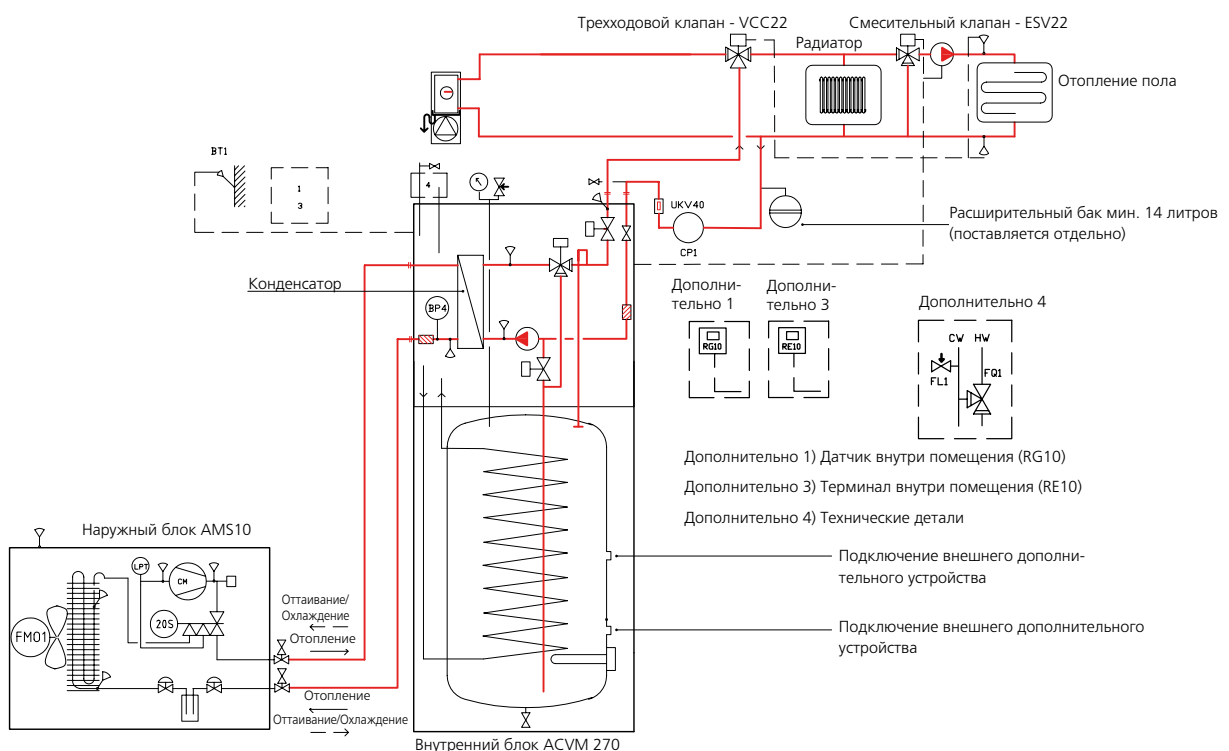 Трехходовой клапан - VCC22
Смесительный клапан - ESV22
Радиатор
Отопление пола
BT1
1
3
4
UKV40
CP1
Расширительный бак мин. 14 литров
(поставляется отдельно)
Конденсатор
BP4
Дополни-
тельно 1
RG10
Дополни-
тельно 3
RE10
Дополнительно 4
CW HW
FL1
FQ1
Дополнительно 1) Датчик внутри помещения (RG10)
Дополнительно 3) Терминал внутри помещения (RE10)
Дополнительно 4) Технические детали
Наружный блок AMS10
LPT
CM
20S
FM01
Оттаивание/
Охлаждение
Отопление
Отопление
Оттаивание/Охлаждение
Подключение внешнего дополни-
тельного устройства
Подключение внешнего дополнительного
устройства
Внутренний блок ACVM 270